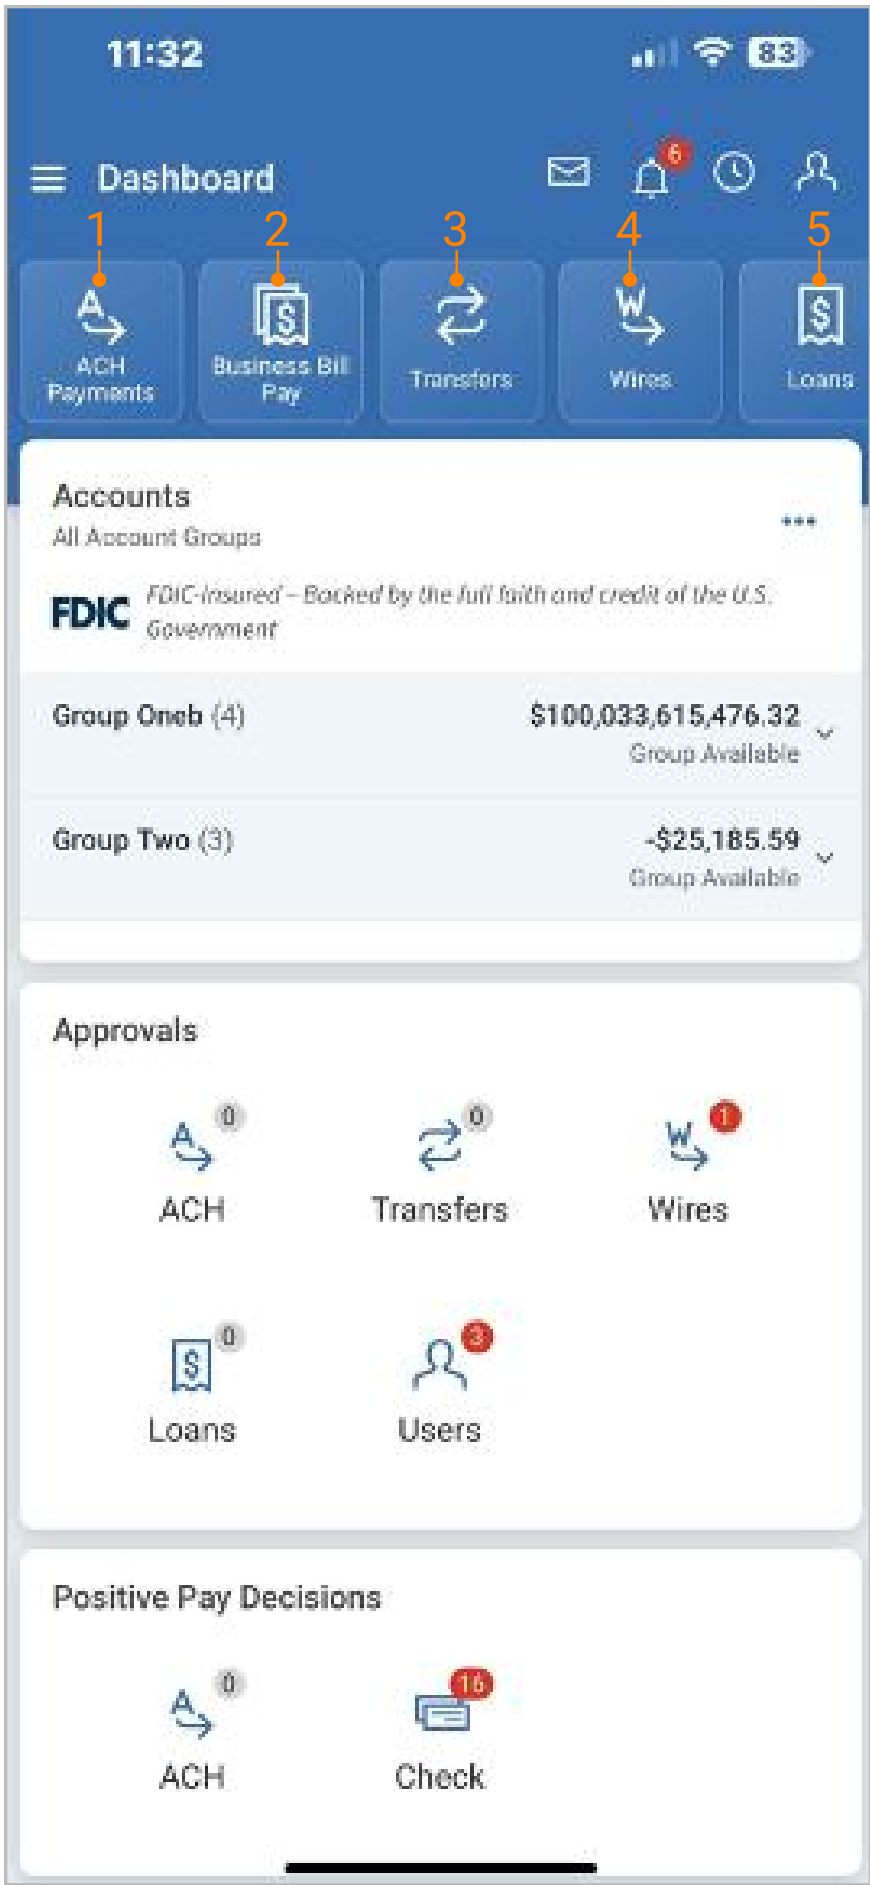 11:32
83
Dashboard
6
1
2
3
4
5
ACH
Payments
Business Bill
Pay
Transfers
Wires
Loans
Accounts
All Account Groups
FDIC
FDIC-Insured – Backed by the full faith and credit of the U.S.
Government
Group Oneb (4)
$100,033,615,476.32
Group Available
Group Two (3)
-$25,185.59
Group Available
Approvals
A 0
0
W 1
ACH
Transfers
Wires
$ 0
3
Loans
Users
Positive Pay Decisions
A 0
16
ACH
Check